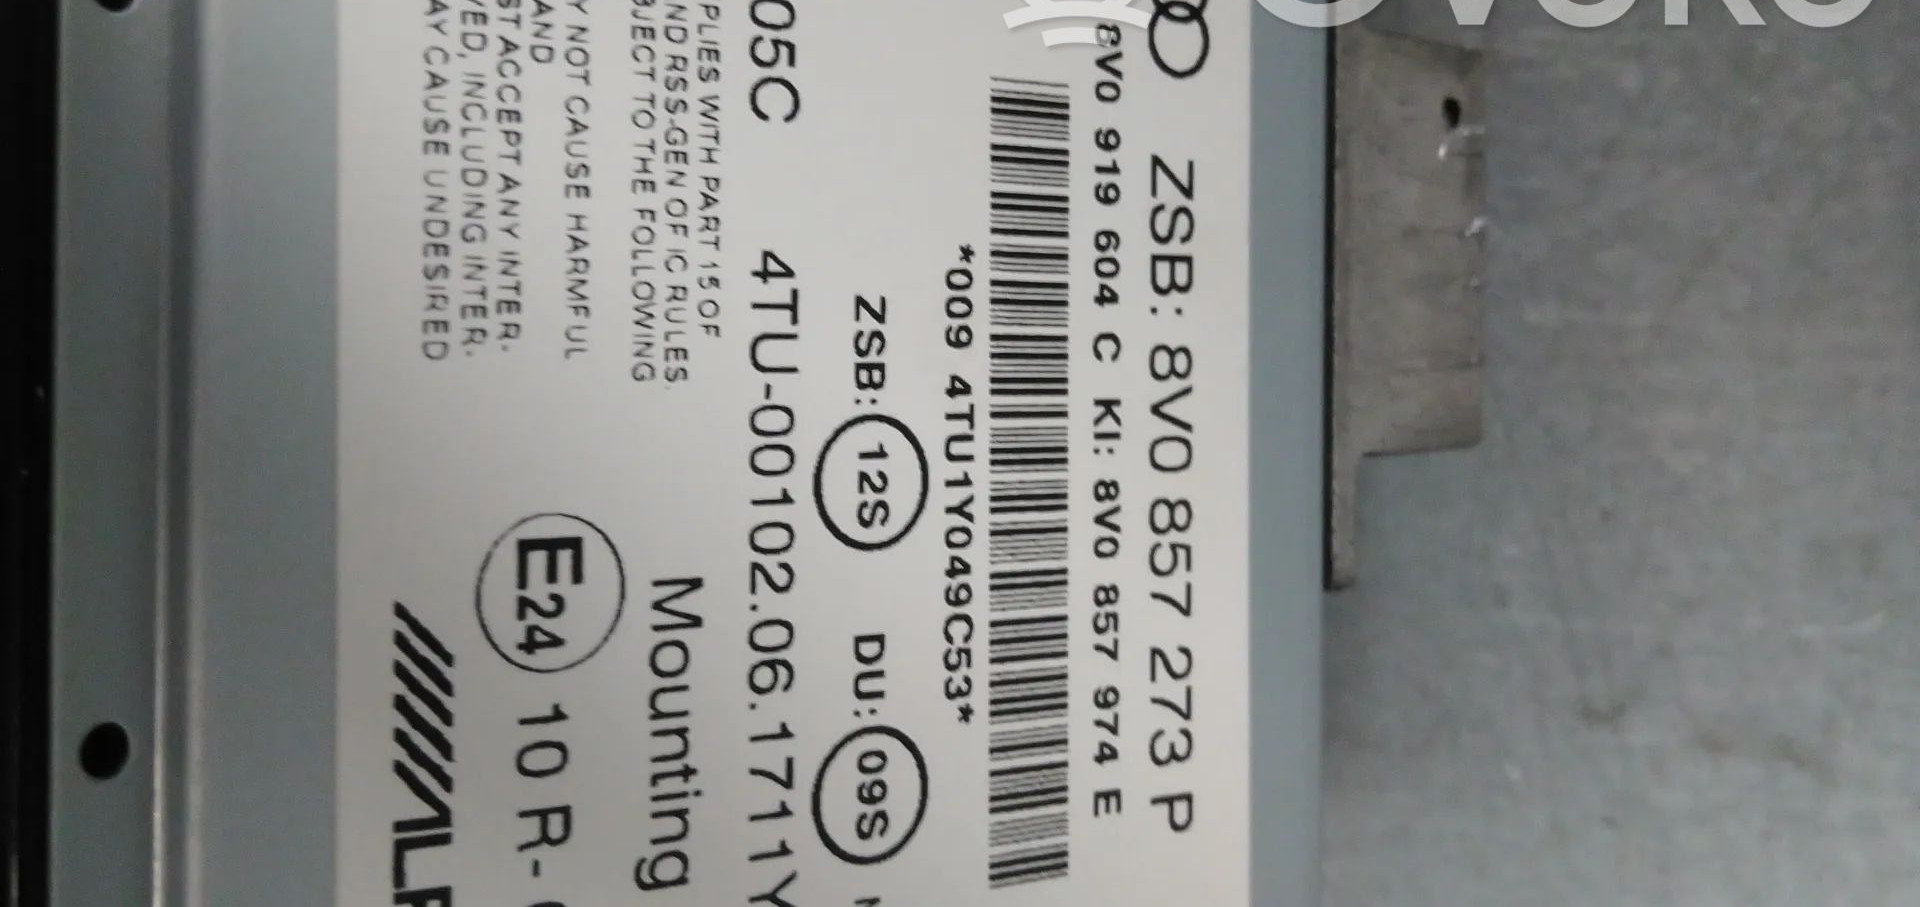 ZSB: 8V0 857 273 P
8V0 919 604 C KI: 8V0 857 974 E
*009 4TU1Y049C53*
ZSB: 12S DU: 09S
05C 4TU-00102.06.1711Y
PLIES WITH PART 15 OF
ND RSS-GEN OF IC RULES.
BJECT TO THE FOLLOWING
Mounting
Y NOT CAUSE HARMFUL
AND
ST ACCEPT ANY INTER-
VED, INCLUDING INTER-
AY CAUSE UNDESIRED
E24 10 R-